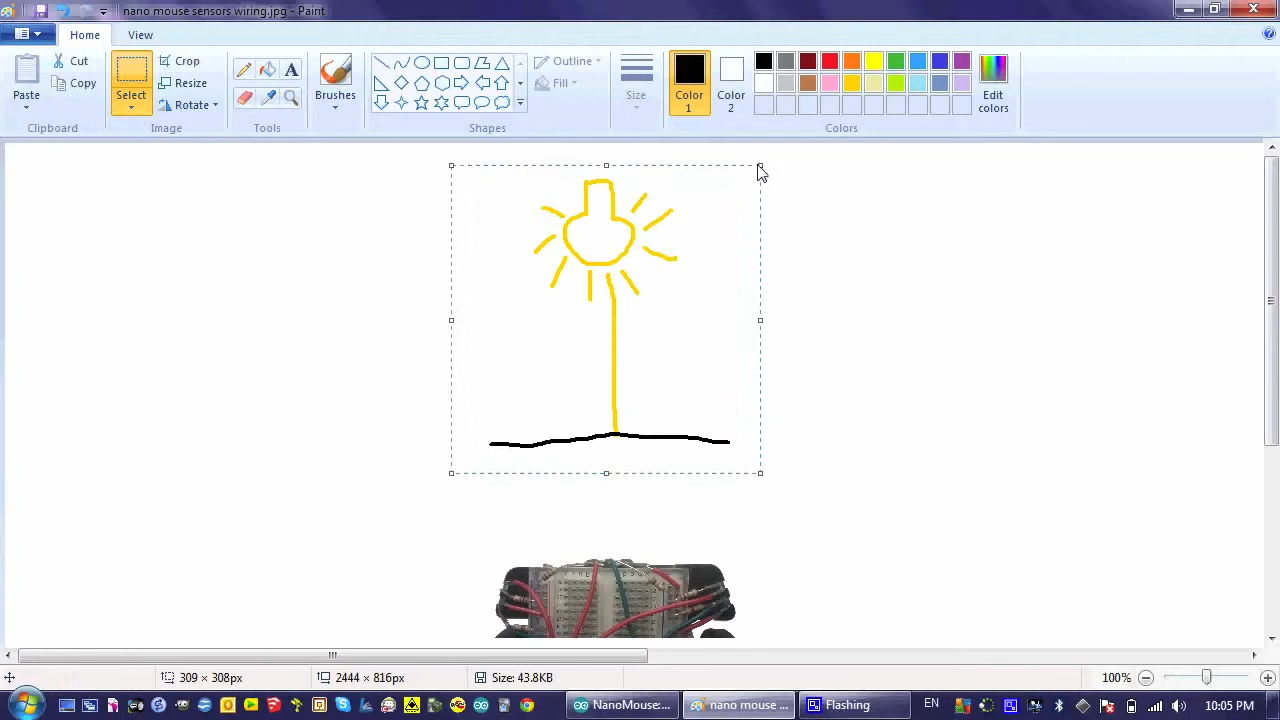 nano mouse sensors wiring.jpg - Paint
Home View
Paste
Cut
Copy
Clipboard
Select
Crop
Resize
Rotate
Image
A
Tools
Brushes
Outline
Fill
Shapes
Size
Color 1
Color 2
Edit colors
Colors
309 × 308px
2444 × 816px
Size: 43.8KB
100%
NanoMouse:...
nano mouse ...
Flashing
EN
10:05 PM